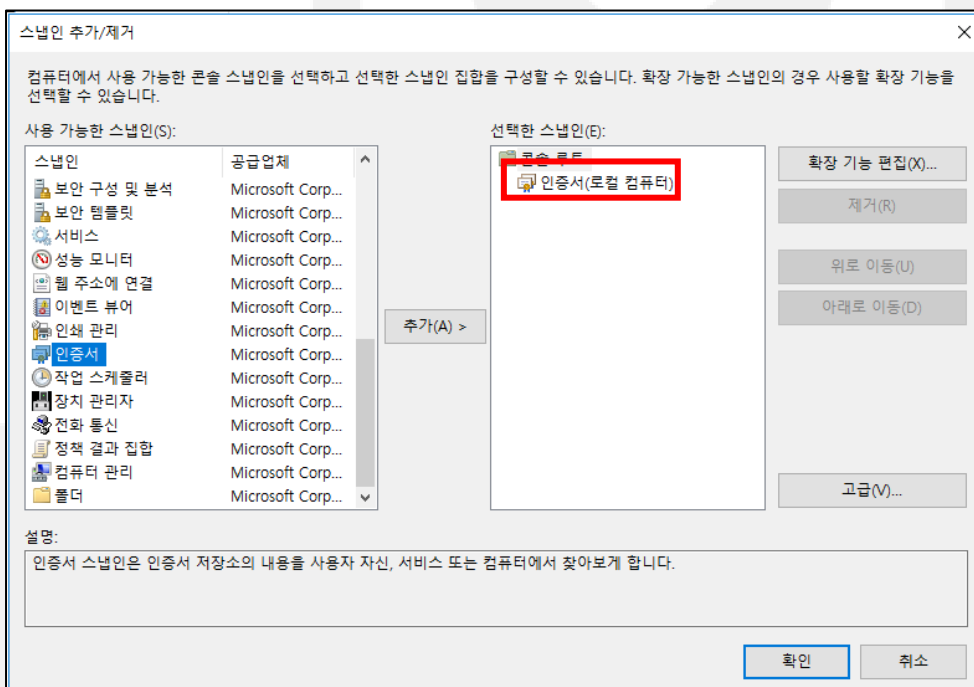 스냅인 추가/제거
컴퓨터에서 사용 가능한 콘솔 스냅인을 선택하고 선택한 스냅인 집합을 구성할 수 있습니다. 확장 가능한 스냅인의 경우 사용할 확장 기능을
선택할 수 있습니다.
사용 가능한 스냅인(S):
스냅인 공급업체
보안 구성 및 분석 Microsoft Corp...
보안 템플릿 Microsoft Corp...
서비스 Microsoft Corp...
성능 모니터 Microsoft Corp...
웹 주소에 연결 Microsoft Corp...
이벤트 뷰어 Microsoft Corp...
인쇄 관리 Microsoft Corp...
인증서 Microsoft Corp...
작업 스케줄러 Microsoft Corp...
장치 관리자 Microsoft Corp...
전화 통신 Microsoft Corp...
정책 결과 집합 Microsoft Corp...
컴퓨터 관리 Microsoft Corp...
폴더 Microsoft Corp...
추가(A) >
선택한 스냅인(E):
콘솔 루트
인증서(로컬 컴퓨터)
확장 기능 편집(X)...
제거(R)
위로 이동(U)
아래로 이동(D)
고급(V)...
설명:
인증서 스냅인은 인증서 저장소의 내용을 사용자 자신, 서비스 또는 컴퓨터에서 찾아보게 합니다.
확인
취소